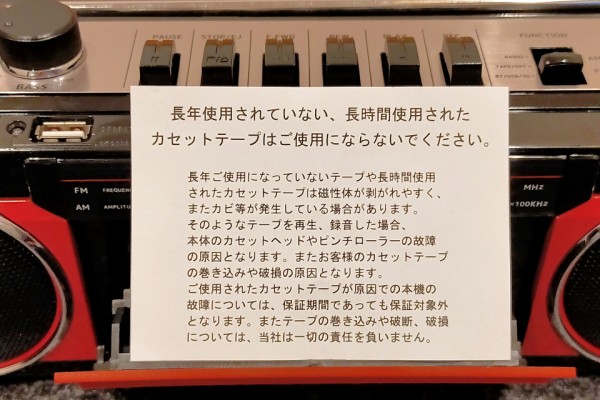 PAUSE STOP/EJ F.FWD REW PLAY REC FUNCTION
BASS
長年使用されていない、長時間使用された
カセットテープはご使用にならないでください。
長年ご使用になっていないテープや長時間使用
されたカセットテープは磁性体が剥がれやすく、
またカビ等が発生している場合があります。
そのようなテープを再生、録音した場合、
本体のカセットヘッドやピンチローラーの故障
の原因となります。またお客様のカセットテープ
の巻き込みや破損の原因となります。
ご使用されたカセットテープが原因での本機の
故障については、保証期間であっても保証対象外
となります。またテープの巻き込みや破断、破損
については、当社は一切の責任を負いません。
FM
AM
MHz
×100KHz